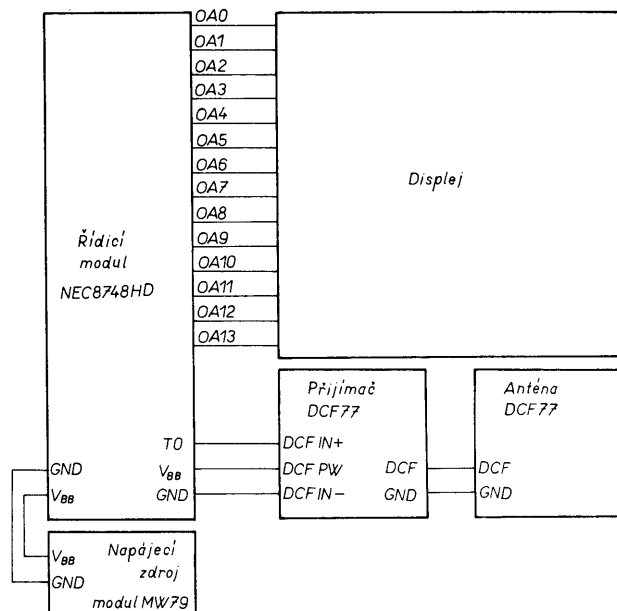 OA0
OA1
OA2
OA3
OA4
OA5
OA6
OA7
OA8
OA9
OA10
OA11
OA12
OA13
Displej
Řídicí
modul
NEC8748HD
T0
V_BB
GND
GND
V_BB
Přijímač
DCF77
DCF IN+
DCF PW
DCF IN−
DCF
GND
Anténa
DCF77
DCF
GND
V_BB
GND
Napájecí
zdroj
modul MW79